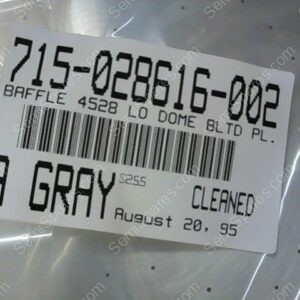 715-028616-002
BAFFLE 4528 LO DOME BLTD PL.
GRAY
S255
CLEANED
August 20, 95